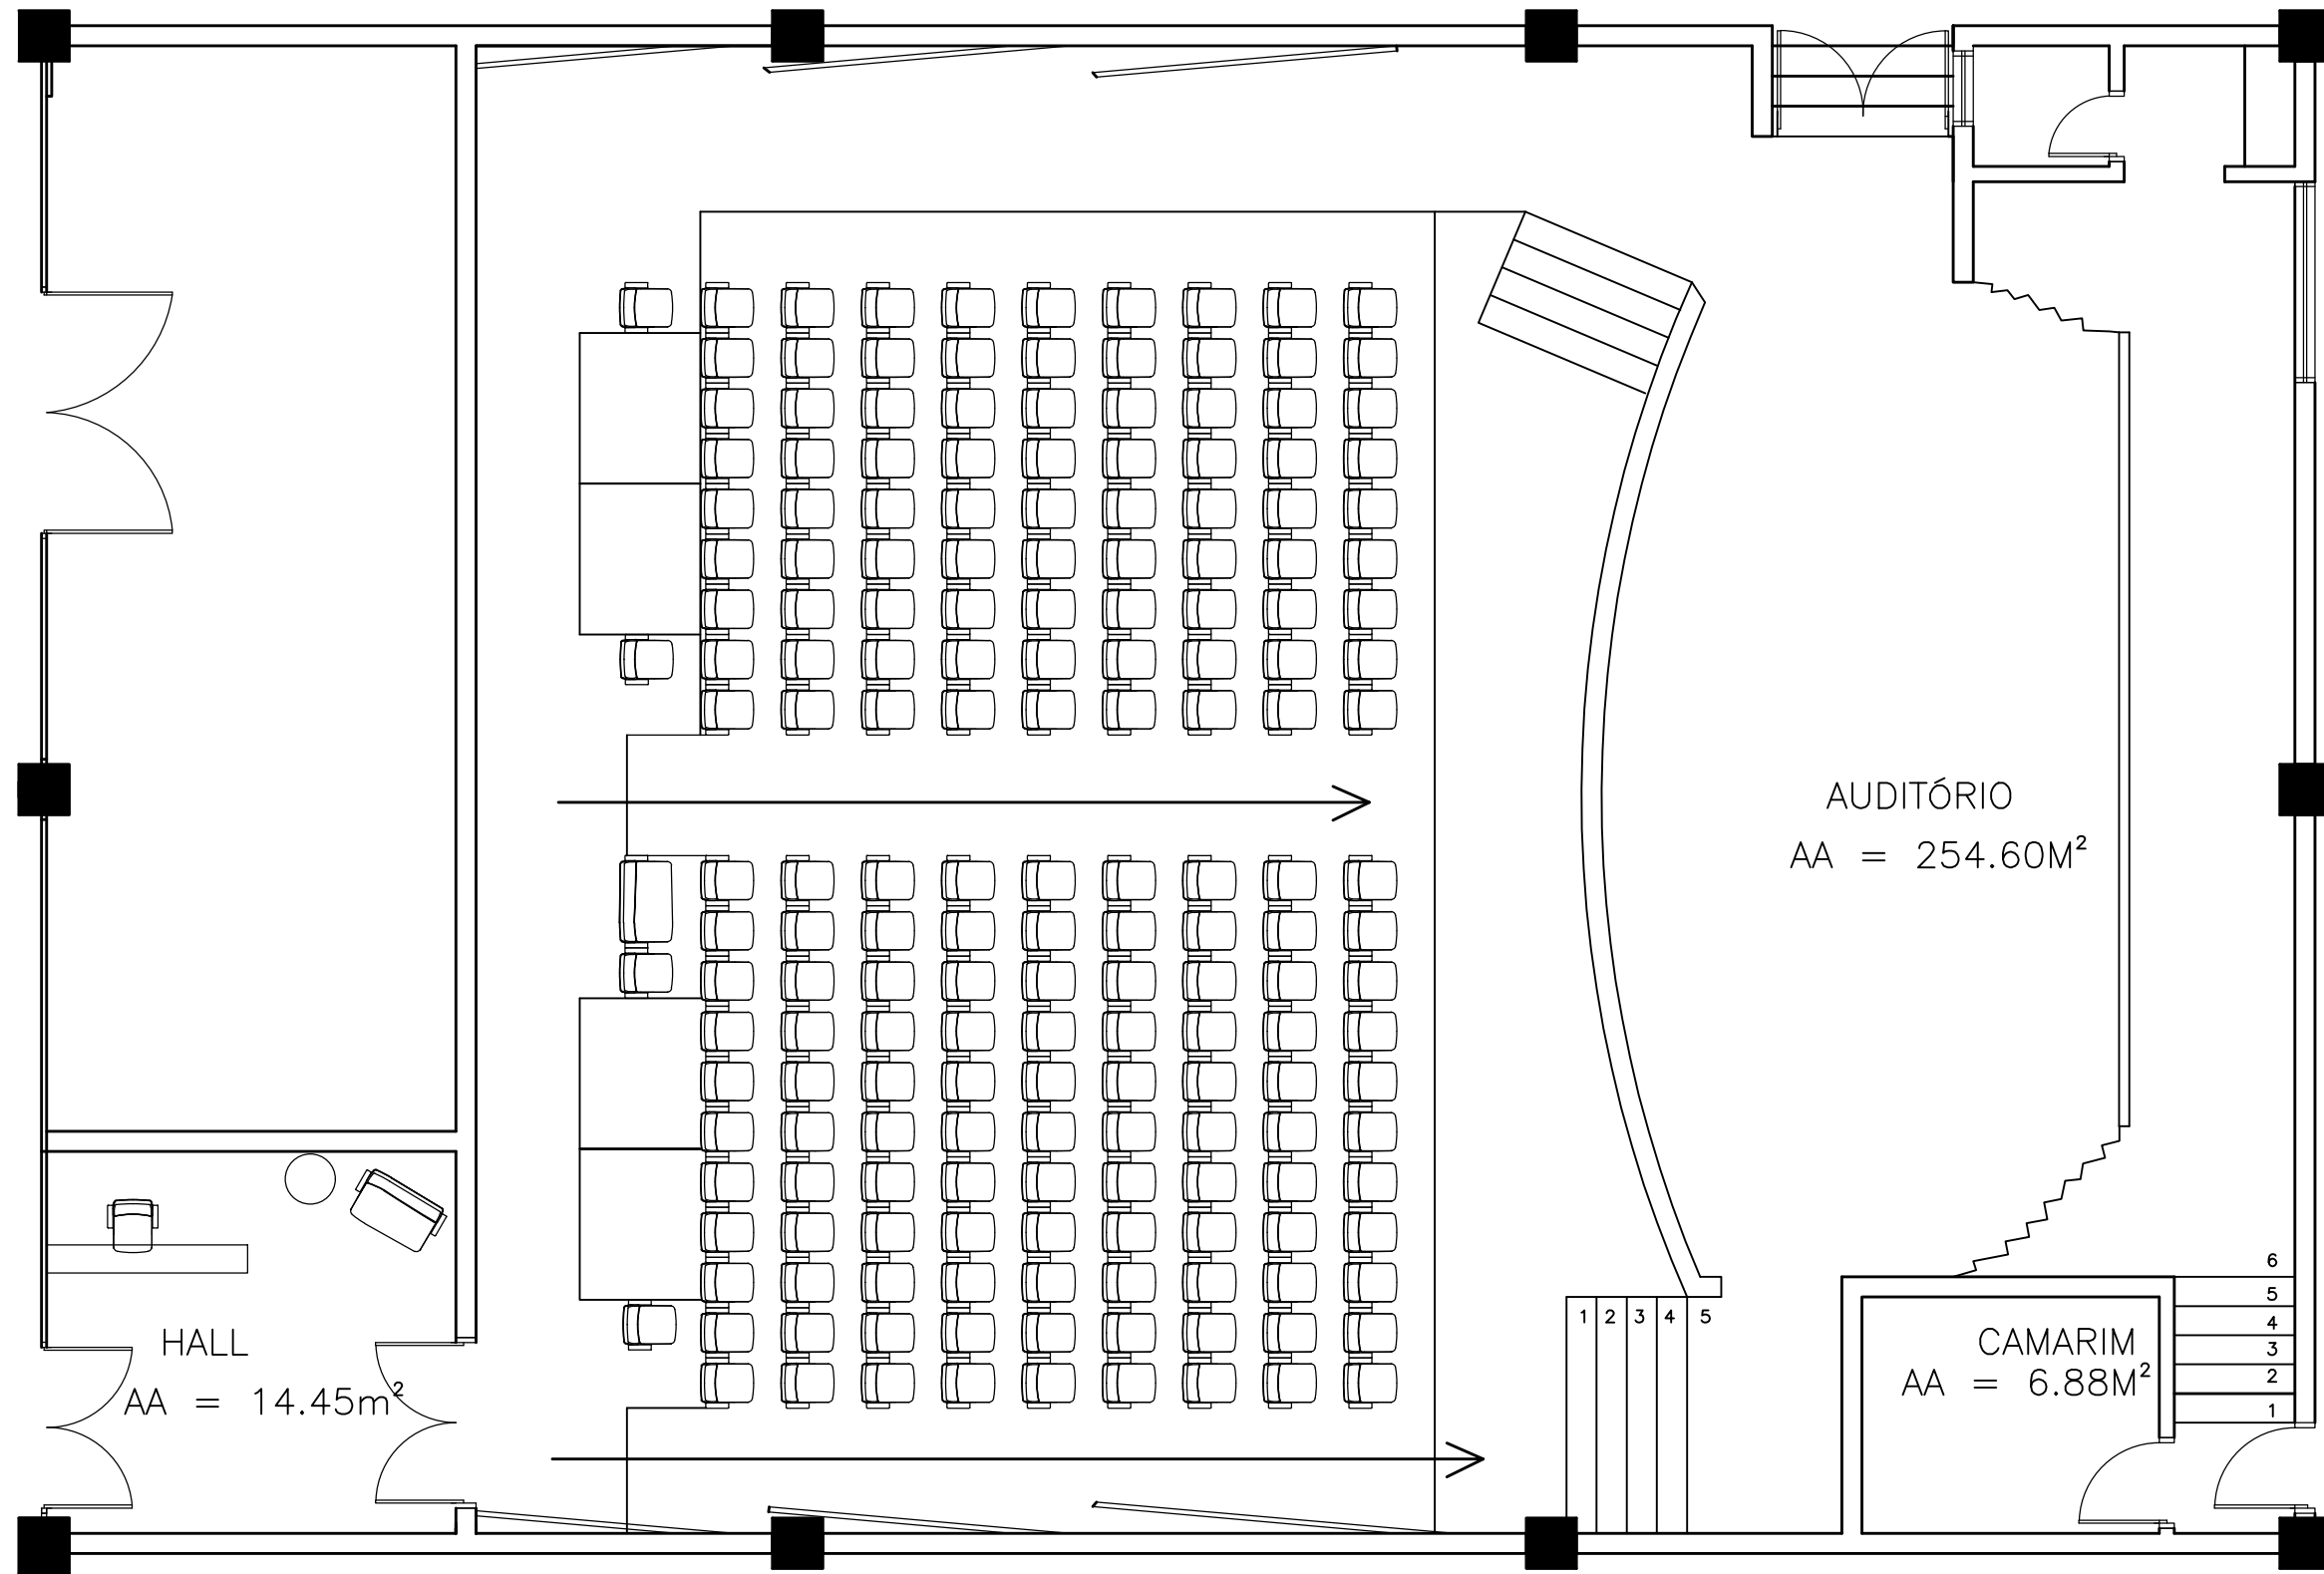 AUDITÓRIO
AA = 254.60M²
HALL
AA = 14.45m²
1 2 3 4 5
CAMARIM
AA = 6.88M²
6
5
4
3
2
1